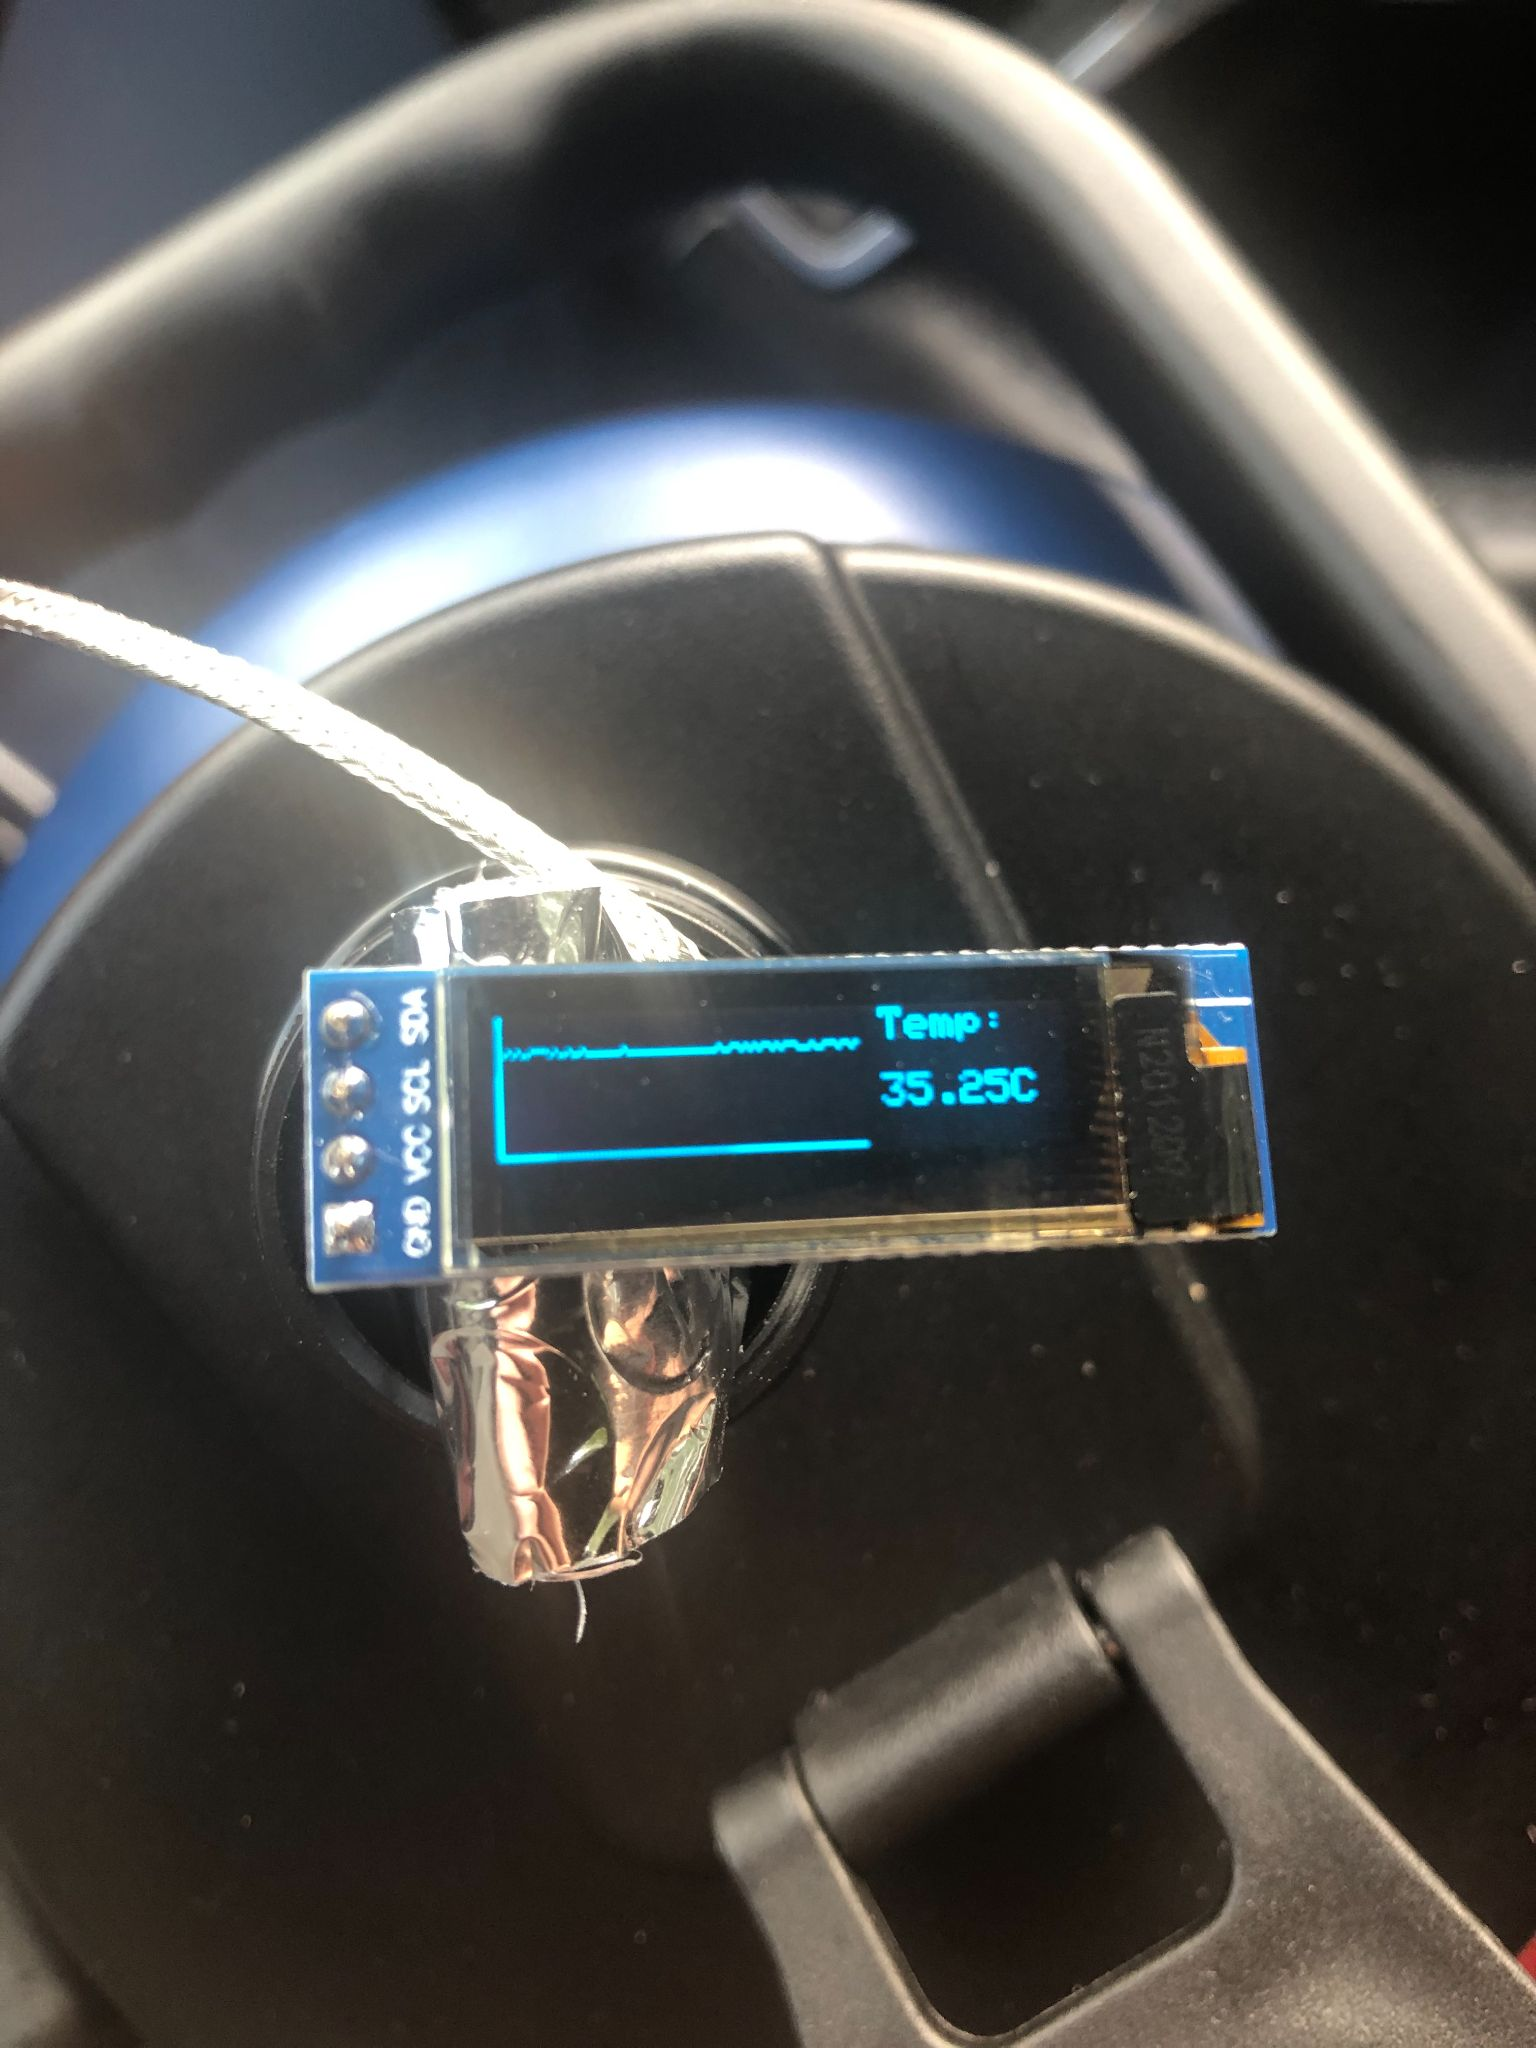 Temp:
35.25C
GND VCC SCL SDA